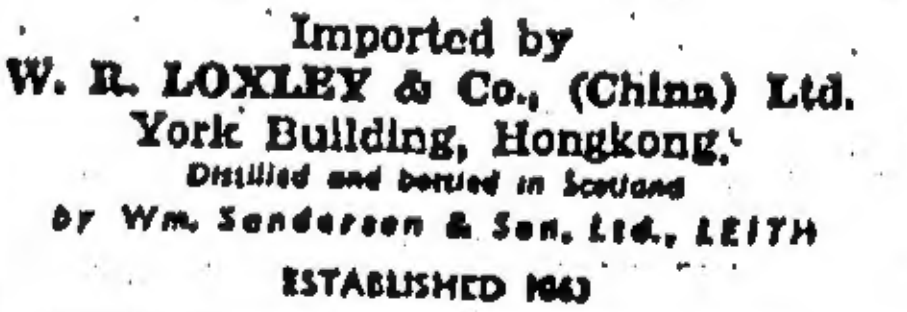 Imported by
W. R. LOXLEY & Co., (China) Ltd.
York Building, Hongkong.
Distilled and bottled in Scotland
by Wm. Sanderson & Son. Ltd., LEITH
ESTABLISHED 1863